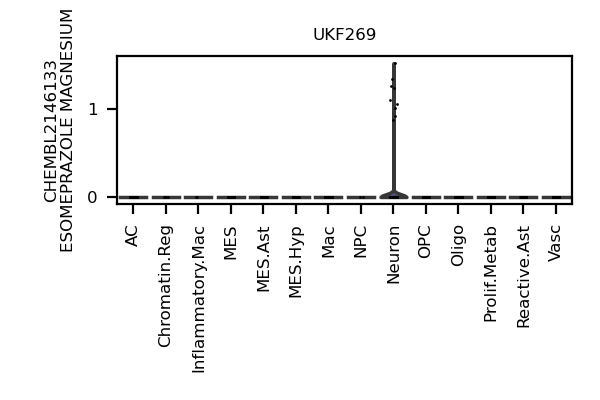 UKF269
CHEMBL2146133
ESOMEPRAZOLE MAGNESIUM
1
0
AC
Chromatin.Reg
Inflammatory.Mac
MES
MES.Ast
MES.Hyp
Mac
NPC
Neuron
OPC
Oligo
Prolif.Metab
Reactive.Ast
Vasc